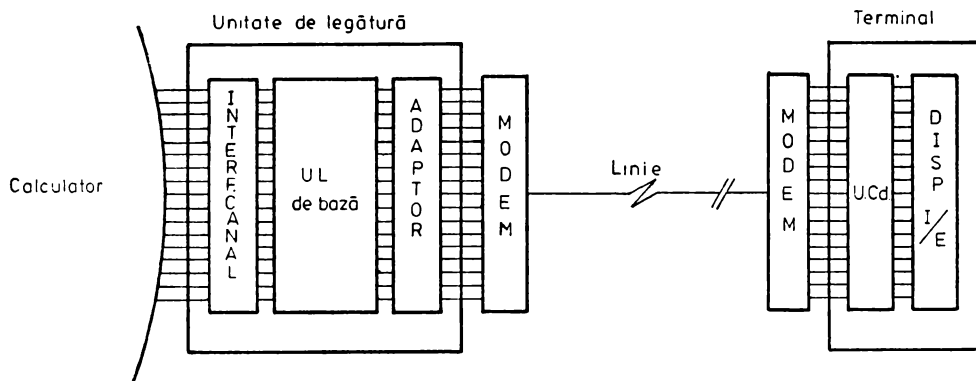 Unitate de legătură
Terminal
Calculator
INTERF.CANAL
UL
de bază
ADAPTOR
MODEM
Linie
MODEM
U.Cd.
DISP I/E